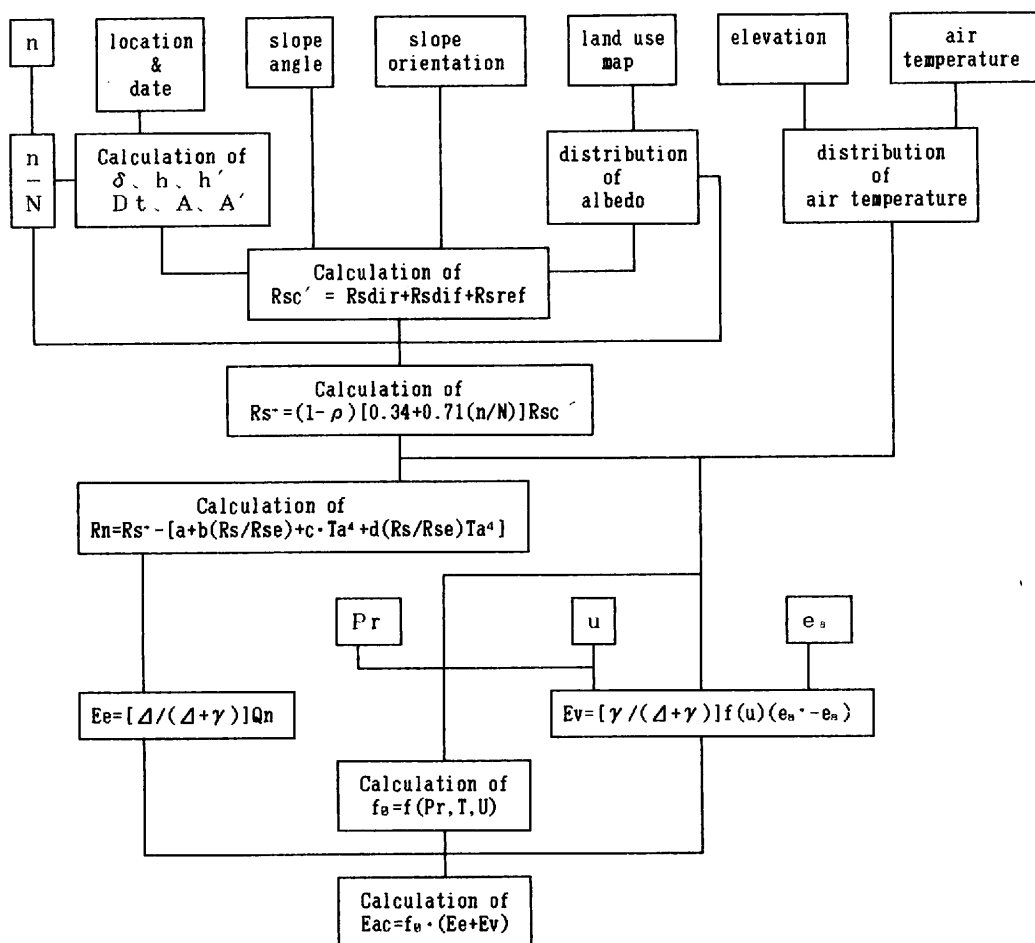 n
location
&
date
slope
angle
slope
orientation
land use
map
elevation
air
temperature
n
N
Calculation of
δ、h、h′
Dt、A、A′
distribution
of
albedo
distribution
of
air temperature
Calculation of
Rsc′ = Rsdir+Rsdif+Rsref
Calculation of
Rs*=(1-ρ)[0.34+0.71(n/N)]Rsc′
Calculation of
Rn=Rs*-[a+b(Rs/Rse)+c·Ta⁴+d(Rs/Rse)Ta⁴]
Pr
u
eₐ
Ee=[Δ/(Δ+γ)]Qn
Ev=[γ/(Δ+γ)]f(u)(eₐ*-eₐ)
Calculation of
f₀=f(Pr,T,U)
Calculation of
Eac=f₀·(Ee+Ev)